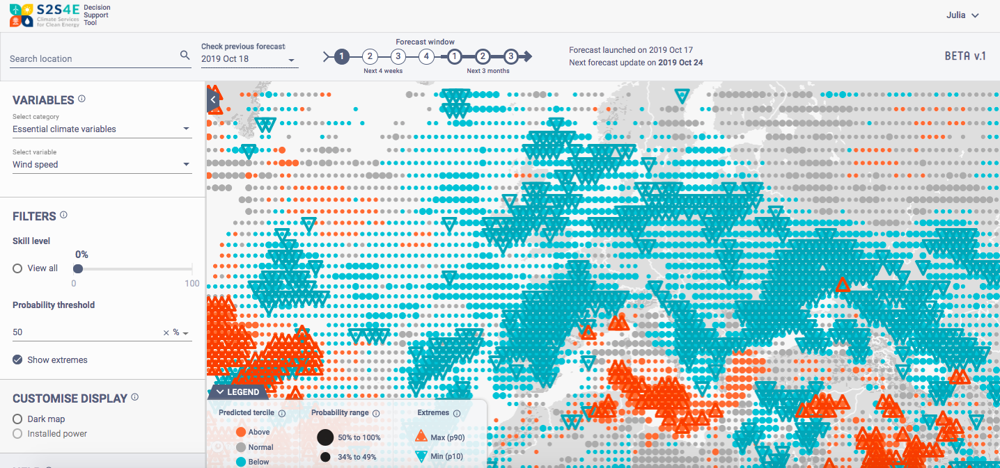 S2S4E
Climate Services
for Clean Energy
Decision
Support
Tool
Julia
Search location
Check previous forecast
2019 Oct 18
Forecast window
1 2 3 4 1 2 3
Next 4 weeks
Next 3 months
Forecast launched on 2019 Oct 17
Next forecast update on 2019 Oct 24
BETA v.1
VARIABLES
Select category
Essential climate variables
Select variable
Wind speed
FILTERS
Skill level
0%
View all
0 100
Probability threshold
50 × %
Show extremes
CUSTOMISE DISPLAY
Dark map
Installed power
LEGEND
Predicted tercile
Above
Normal
Below
Probability range
50% to 100%
34% to 49%
Extremes
Max (p90)
Min (p10)